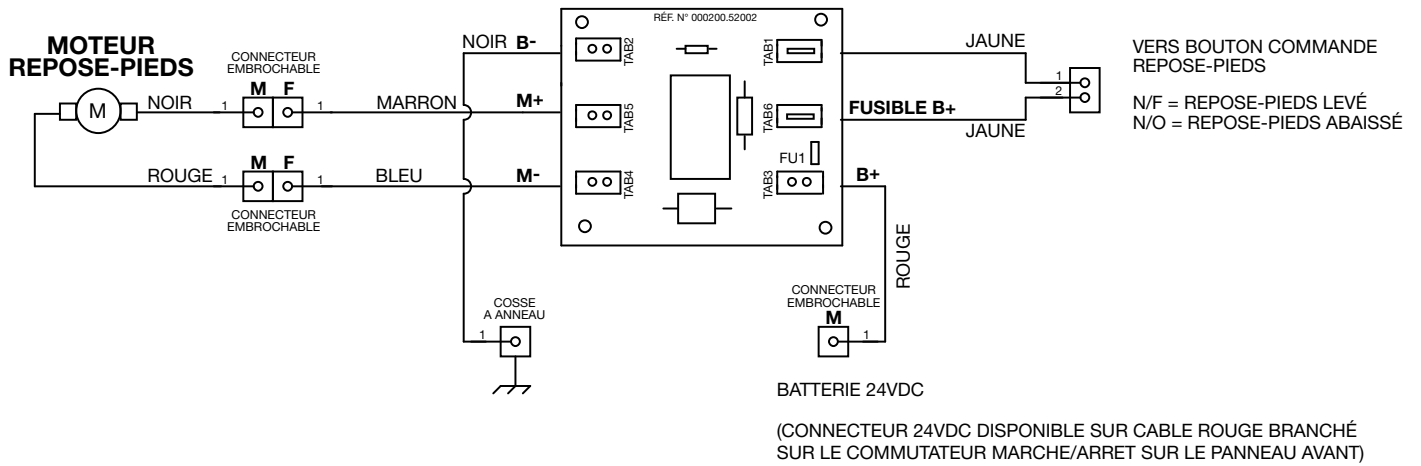 RÉF. N° 000200.52002
MOTEUR
REPOSE-PIEDS
M
CONNECTEUR
EMBROCHABLE
M F
NOIR 1 1 MARRON M+
ROUGE 1 1 BLEU M-
M F
CONNECTEUR
EMBROCHABLE
NOIR B-
TAB2
TAB5
TAB4
TAB1
TAB6
TAB3
FU1
JAUNE
FUSIBLE B+
JAUNE
B+
ROUGE
1
2
VERS BOUTON COMMANDE
REPOSE-PIEDS
N/F = REPOSE-PIEDS LEVÉ
N/O = REPOSE-PIEDS ABAISSÉ
COSSE
A ANNEAU
1
CONNECTEUR
EMBROCHABLE
M
1
BATTERIE 24VDC
(CONNECTEUR 24VDC DISPONIBLE SUR CABLE ROUGE BRANCHÉ
SUR LE COMMUTATEUR MARCHE/ARRET SUR LE PANNEAU AVANT)